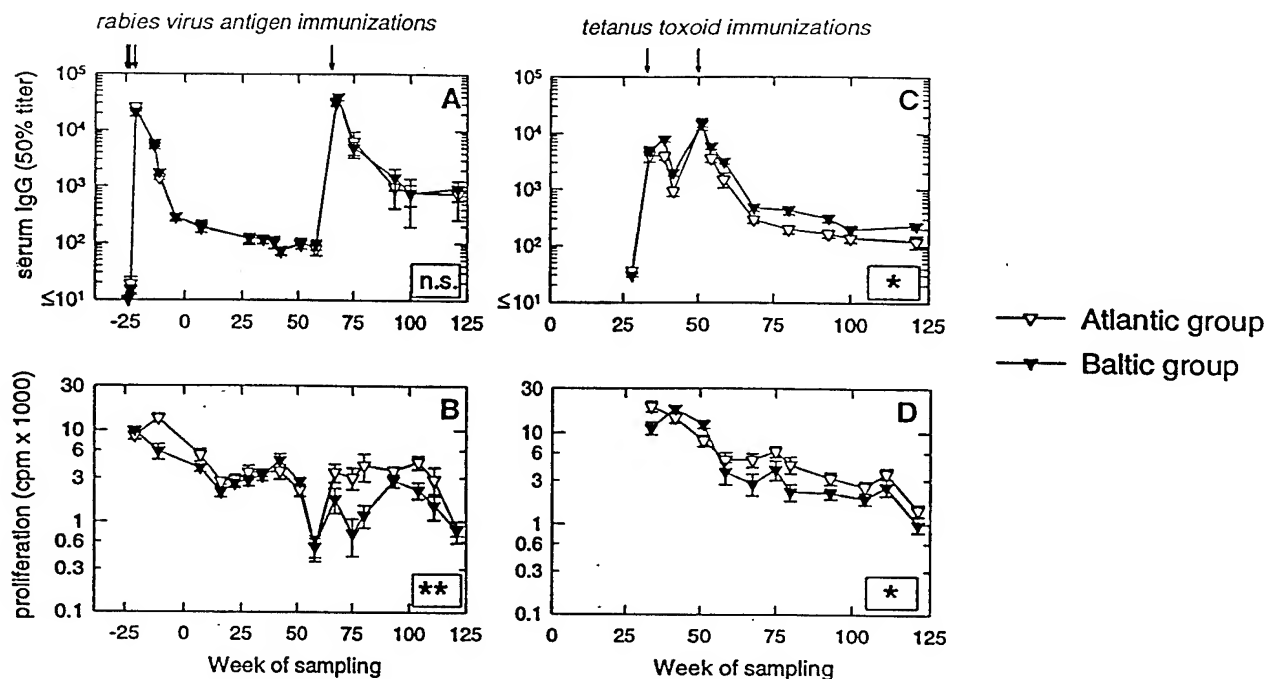 rabies virus antigen immunizations
tetanus toxoid immunizations
serum IgG (50% titer)
10⁵
10⁴
10³
10²
≤10¹
A
n.s.
-25 0 25 50 75 100 125
10⁵
10⁴
10³
10²
≤10¹
C
*
0 25 50 75 100 125
Atlantic group
Baltic group
proliferation (cpm x 1000)
30
10
6
3
1
0.6
0.3
0.1
B
**
-25 0 25 50 75 100 125
Week of sampling
30
10
6
3
1
0.6
0.3
0.1
D
*
0 25 50 75 100 125
Week of sampling